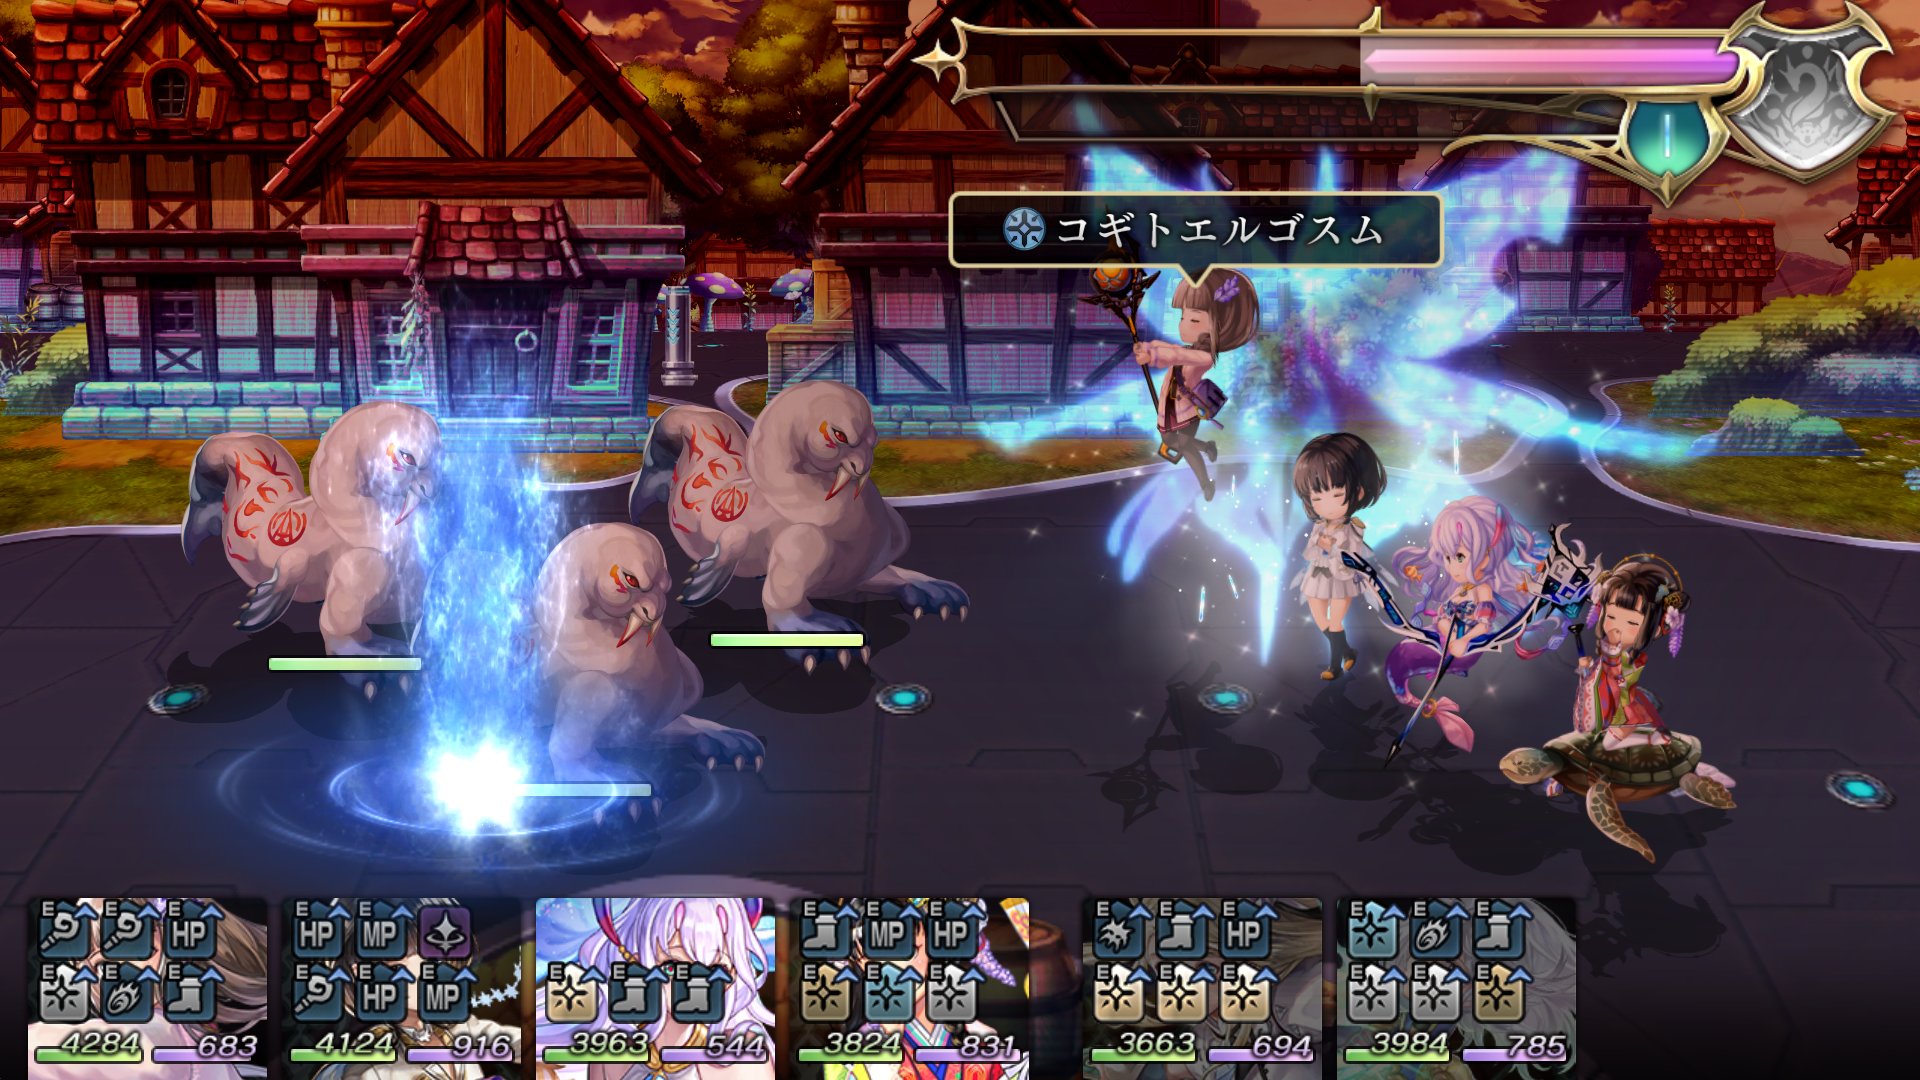 コギトエルゴスム
E E E HP
E E E
4284 683
E HP E MP
E E HP E MP
4124 916
E E E
3963 544
E E MP E HP
E E E
3824 831
E E E HP
E E E
3663 694
E E E
E E E
3984 785